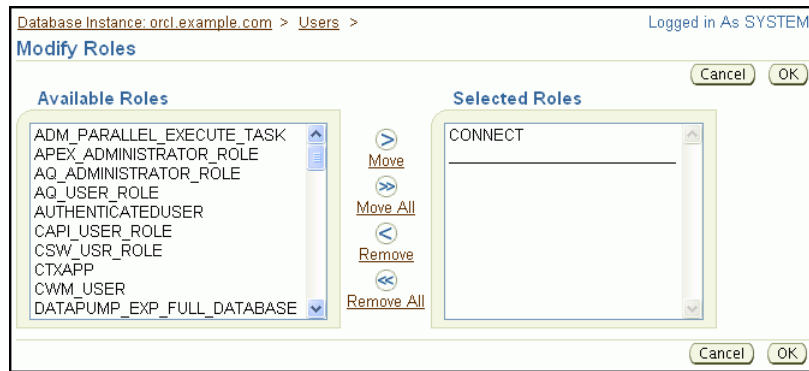 Database Instance: orcl.example.com > Users >
Logged in As SYSTEM
Modify Roles
Cancel OK
Available Roles
ADM_PARALLEL_EXECUTE_TASK
APEX_ADMINISTRATOR_ROLE
AQ_ADMINISTRATOR_ROLE
AQ_USER_ROLE
AUTHENTICATEDUSER
CAPI_USER_ROLE
CSW_USR_ROLE
CTXAPP
CWM_USER
DATAPUMP_EXP_FULL_DATABASE
Move
Move All
Remove
Remove All
Selected Roles
CONNECT
Cancel OK